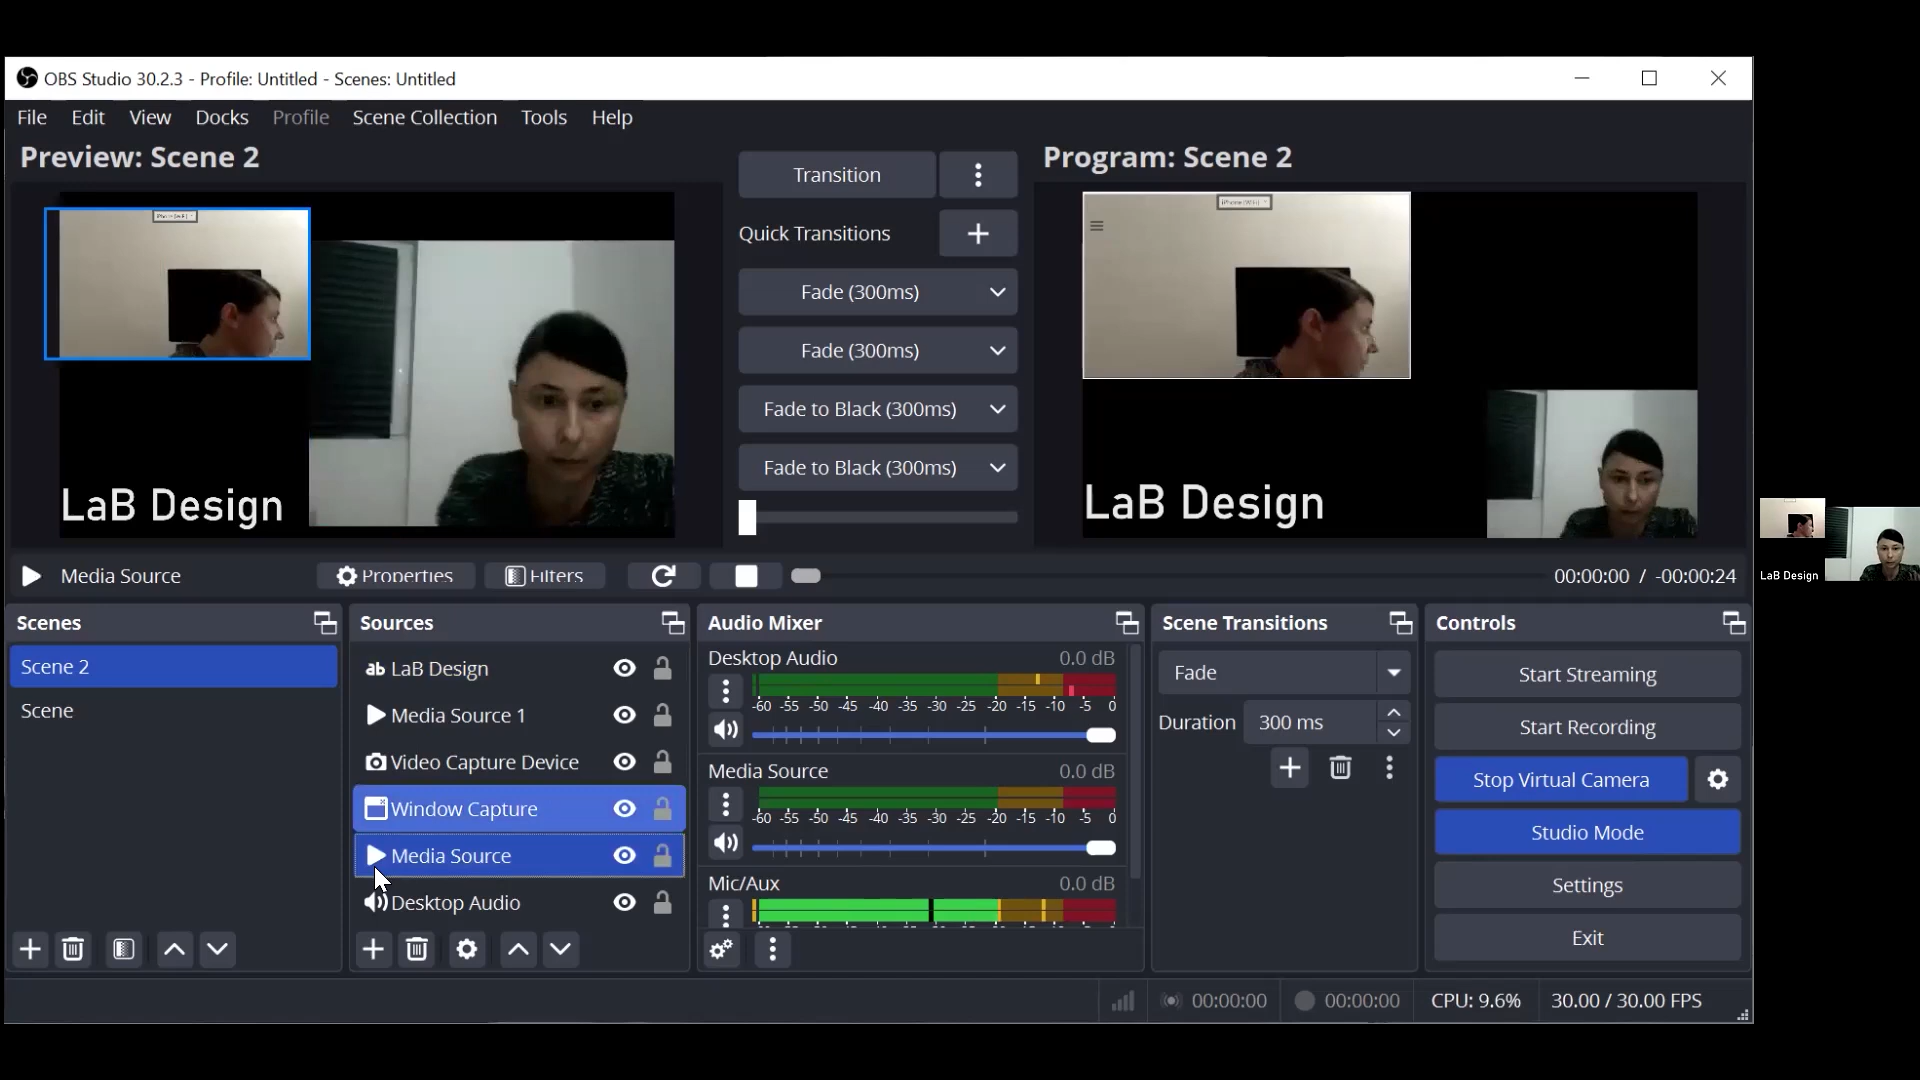 OBS Studio 30.2.3 - Profile: Untitled - Scenes: Untitled
File Edit View Docks Profile Scene Collection Tools Help
Preview: Scene 2
Transition
Program: Scene 2
iPhone (WiFi)
Quick Transitions
Fade (300ms)
Fade (300ms)
Fade to Black (300ms)
Fade to Black (300ms)
LaB Design
LaB Design
LaB Design
Media Source
Properties
Filters
00:00:00 / -00:00:24
Scenes
Scene 2
Scene
Sources
ab LaB Design
Media Source 1
Video Capture Device
Window Capture
Media Source
Desktop Audio
Audio Mixer
Desktop Audio 0.0 dB
-60 -55 -50 -45 -40 -35 -30 -25 -20 -15 -10 -5 0
Media Source 0.0 dB
-60 -55 -50 -45 -40 -35 -30 -25 -20 -15 -10 -5 0
Mic/Aux 0.0 dB
Scene Transitions
Fade
Duration 300 ms
Controls
Start Streaming
Start Recording
Stop Virtual Camera
Studio Mode
Settings
Exit
00:00:00
00:00:00
CPU: 9.6%
30.00 / 30.00 FPS